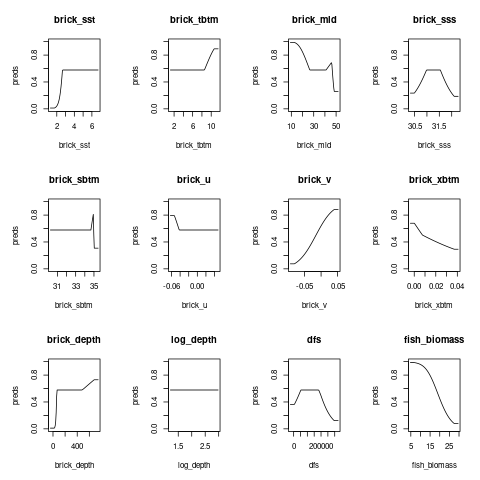 brick_sst brick_tbtm brick_mld brick_sss
preds 0.0 0.4 0.8 preds 0.0 0.4 0.8 preds 0.0 0.4 0.8 preds 0.0 0.4 0.8
2 4 6 2 6 10 10 30 50 30.5 31.5
brick_sst brick_tbtm brick_mld brick_sss
brick_sbtm brick_u brick_v brick_xbtm
preds 0.0 0.4 0.8 preds 0.0 0.4 0.8 preds 0.0 0.4 0.8 preds 0.0 0.4 0.8
31 33 35 -0.06 0.00 -0.05 0.05 0.00 0.02 0.04
brick_sbtm brick_u brick_v brick_xbtm
brick_depth log_depth dfs fish_biomass
preds 0.0 0.4 0.8 preds 0.0 0.4 0.8 preds 0.0 0.4 0.8 preds 0.0 0.4 0.8
0 400 1.5 2.5 0 200000 5 15 25
brick_depth log_depth dfs fish_biomass